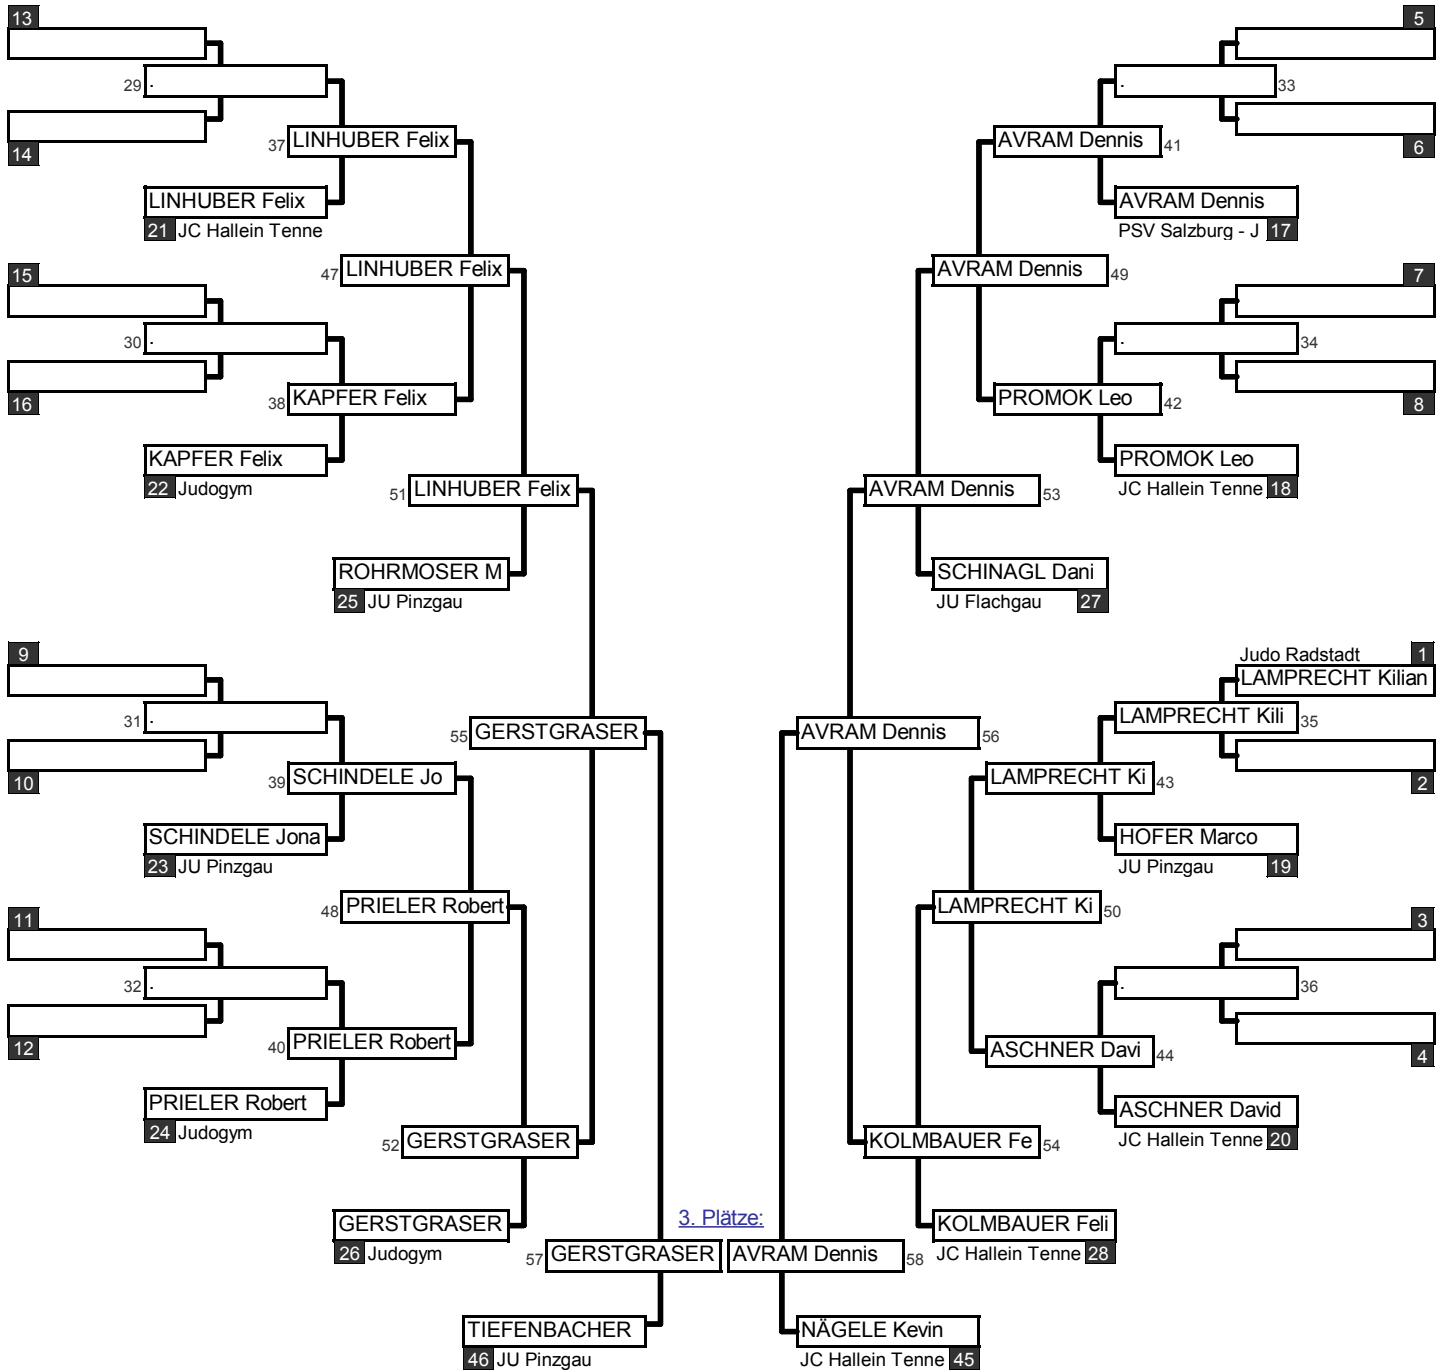 13
5
29 .
. 33
14
6
37 LINHUBER Felix
AVRAM Dennis 41
LINHUBER Felix
AVRAM Dennis
21 JC Hallein Tenne
PSV Salzburg - J 17
15
7
47 LINHUBER Felix
AVRAM Dennis 49
30 .
. 34
16
8
38 KAPFER Felix
PROMOK Leo 42
KAPFER Felix
PROMOK Leo
22 Judogym
JC Hallein Tenne 18
51 LINHUBER Felix
AVRAM Dennis 53
ROHRMOSER M
SCHINAGL Dani
25 JU Pinzgau
JU Flachgau 27
9
Judo Radstadt 1
LAMPRECHT Kilian
31 .
LAMPRECHT Kili 35
55 GERSTGRASER
AVRAM Dennis 56
10
2
39 SCHINDELE Jo
LAMPRECHT Ki 43
SCHINDELE Jona
HOFER Marco
23 JU Pinzgau
JU Pinzgau 19
11
3
48 PRIELER Robert
LAMPRECHT Ki 50
32 .
. 36
12
4
40 PRIELER Robert
ASCHNER Davi 44
PRIELER Robert
ASCHNER David
24 Judogym
JC Hallein Tenne 20
52 GERSTGRASER
KOLMBAUER Fe 54
3. Plätze:
GERSTGRASER
KOLMBAUER Feli
26 Judogym
JC Hallein Tenne 28
57 GERSTGRASER
AVRAM Dennis 58
TIEFENBACHER
NÄGELE Kevin
46 JU Pinzgau
JC Hallein Tenne 45